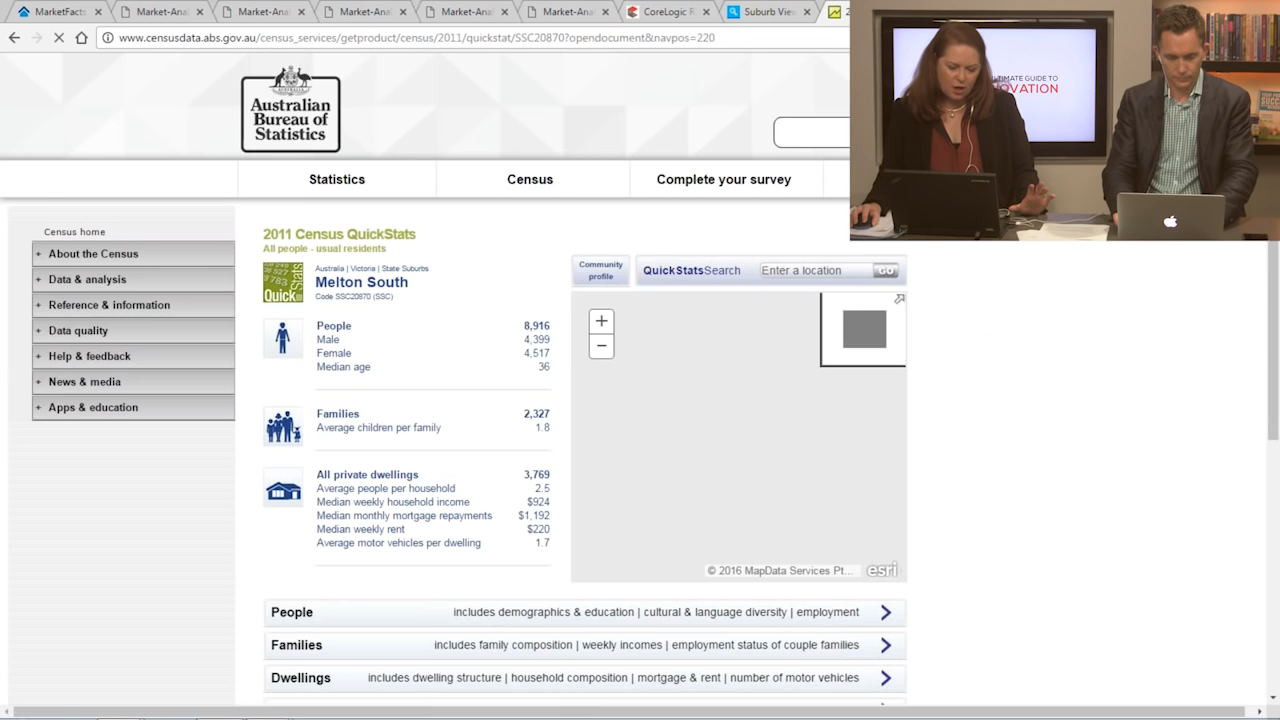 MarketFacts
Market-Ana
Market-Ana
Market-Ana
Market-Ana
Market-Ana
CoreLogic R
Suburb View
2
www.censusdata.abs.gov.au/census_services/getproduct/census/2011/quickstat/SSC20870?opendocument&navpos=220
LTIMATE GUIDE TO
OVATION
Australian
Bureau of
Statistics
Statistics
Census
Complete your survey
Census home
+ About the Census
+ Data & analysis
+ Reference & information
+ Data quality
+ Help & feedback
+ News & media
+ Apps & education
2011 Census QuickStats
All people - usual residents
Quick Stats
Australia | Victoria | State Suburbs
Melton South
Code SSC20870 (SSC)
Community
profile
QuickStatsSearch
Enter a location
GO
People 8,916
Male 4,399
Female 4,517
Median age 36
Families 2,327
Average children per family 1.8
All private dwellings 3,769
Average people per household 2.5
Median weekly household income $924
Median monthly mortgage repayments $1,192
Median weekly rent $220
Average motor vehicles per dwelling 1.7
+
−
© 2016 MapData Services Pt...
esri
People includes demographics & education | cultural & language diversity | employment
Families includes family composition | weekly incomes | employment status of couple families
Dwellings includes dwelling structure | household composition | mortgage & rent | number of motor vehicles